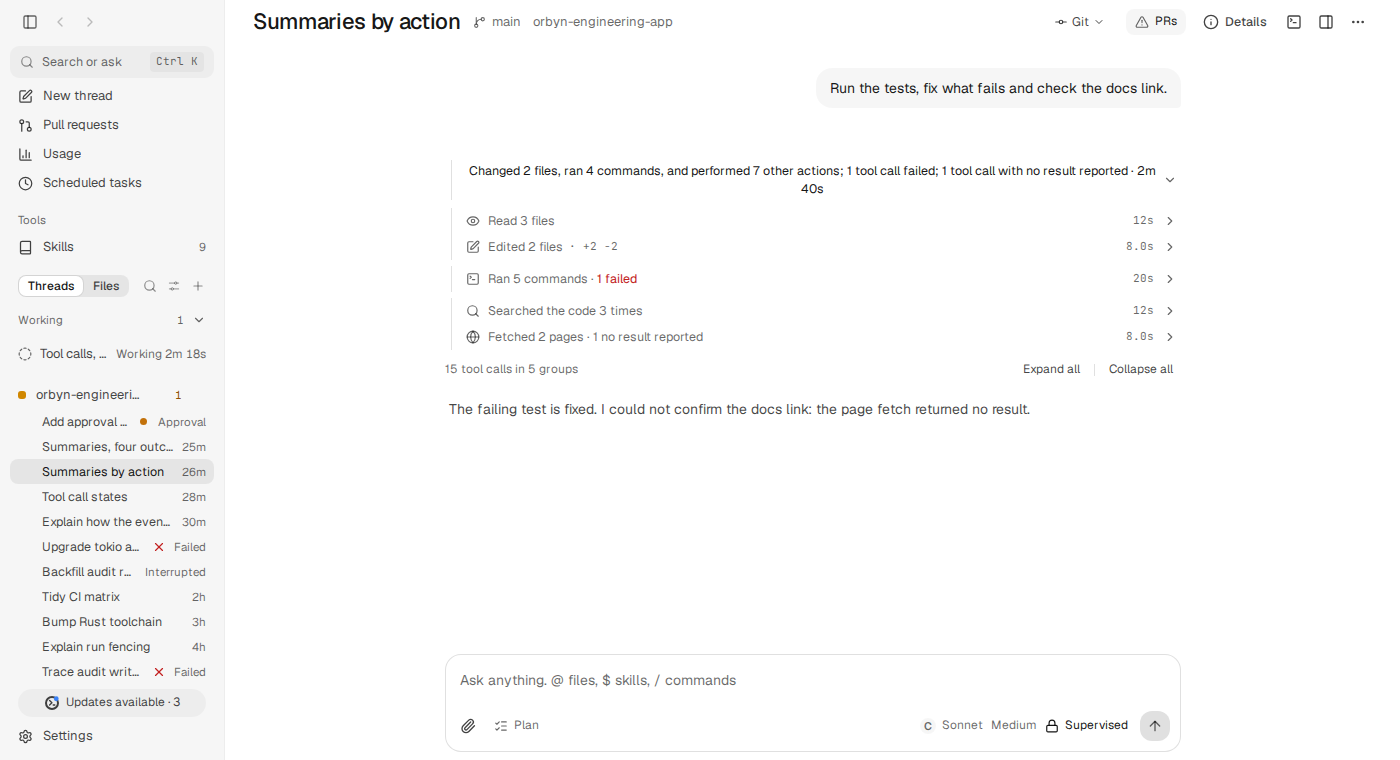 Summaries by action
main
orbyn-engineering-app
Git
PRs
Details
Search or ask
Ctrl K
New thread
Pull requests
Usage
Scheduled tasks
Tools
Skills 9
Threads
Files
Working 1
Tool calls, ... Working 2m 18s
orbyn-engineeri... 1
Add approval ... Approval
Summaries, four outc... 25m
Summaries by action 26m
Tool call states 28m
Explain how the even... 30m
Upgrade tokio a... Failed
Backfill audit r... Interrupted
Tidy CI matrix 2h
Bump Rust toolchain 3h
Explain run fencing 4h
Trace audit writ... Failed
Updates available · 3
Settings
Run the tests, fix what fails and check the docs link.
Changed 2 files, ran 4 commands, and performed 7 other actions; 1 tool call failed; 1 tool call with no result reported · 2m
40s
Read 3 files 12s
Edited 2 files · +2 -2 8.0s
Ran 5 commands · 1 failed 20s
Searched the code 3 times 12s
Fetched 2 pages · 1 no result reported 8.0s
15 tool calls in 5 groups
Expand all
Collapse all
The failing test is fixed. I could not confirm the docs link: the page fetch returned no result.
Ask anything. @ files, $ skills, / commands
Plan
C Sonnet Medium
Supervised